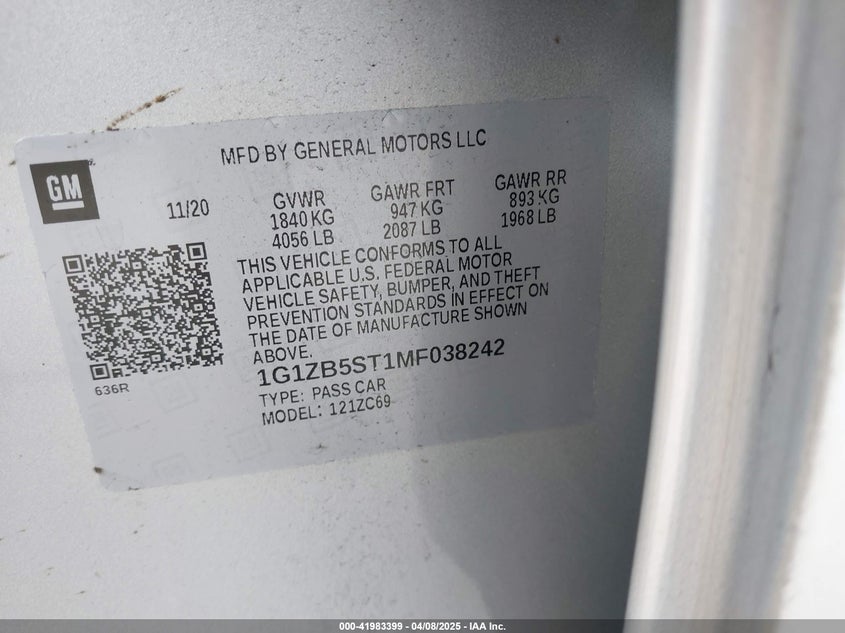 MFD BY GENERAL MOTORS LLC
GM
11/20
GVWR
1840 KG
4056 LB
GAWR FRT
947 KG
2087 LB
GAWR RR
893 KG
1968 LB
THIS VEHICLE CONFORMS TO ALL
APPLICABLE U.S. FEDERAL MOTOR
VEHICLE SAFETY, BUMPER, AND THEFT
PREVENTION STANDARDS IN EFFECT ON
THE DATE OF MANUFACTURE SHOWN
ABOVE.
1G1ZB5ST1MF038242
TYPE: PASS CAR
MODEL: 121ZC69
636R
000-41983399 - 04/08/2025 - IAA Inc.